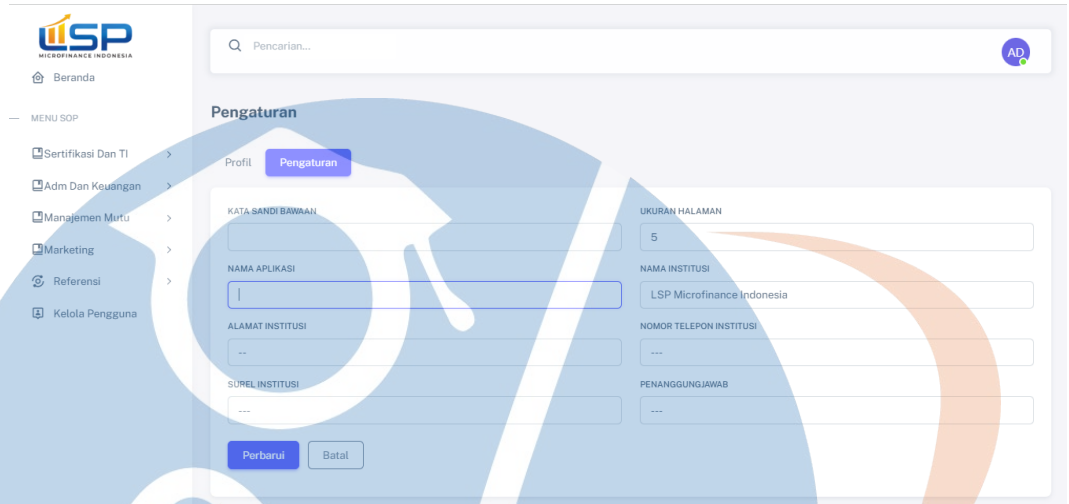 LSP
MICROFINANCE INDONESIA
Pencarian...
AD
Beranda
MENU SOP
Sertifikasi Dan TI
Adm Dan Keuangan
Manajemen Mutu
Marketing
Referensi
Kelola Pengguna
Pengaturan
Profil Pengaturan
KATA SANDI BAWAAN
UKURAN HALAMAN
5
NAMA APLIKASI
NAMA INSTITUSI
LSP Microfinance Indonesia
ALAMAT INSTITUSI
--
NOMOR TELEPON INSTITUSI
---
SUREL INSTITUSI
---
PENANGGUNGJAWAB
---
Perbarui Batal